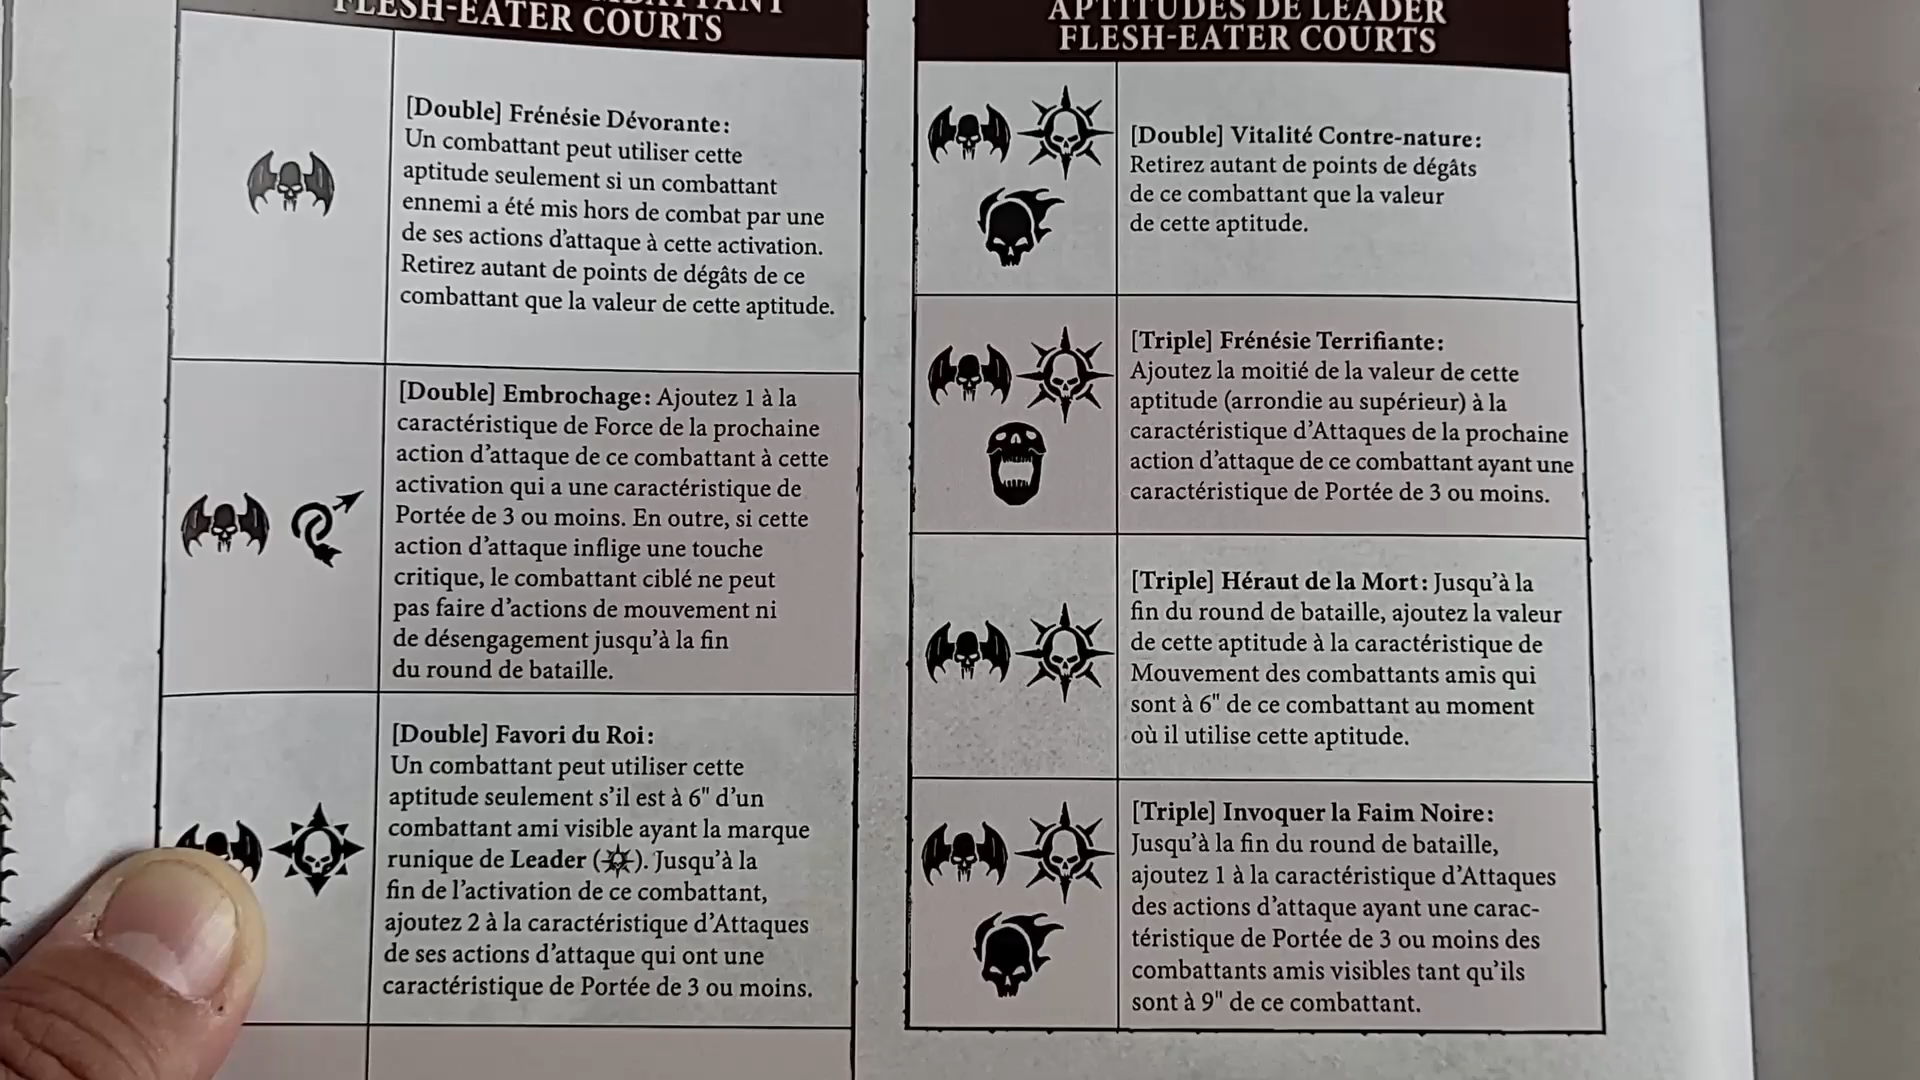 FLESH-EATER COURTS
[Double] Frénésie Dévorante:
Un combattant peut utiliser cette
aptitude seulement si un combattant
ennemi a été mis hors de combat par une
de ses actions d'attaque à cette activation.
Retirez autant de points de dégâts de ce
combattant que la valeur de cette aptitude.
[Double] Embrochage: Ajoutez 1 à la
caractéristique de Force de la prochaine
action d'attaque de ce combattant à cette
activation qui a une caractéristique de
Portée de 3 ou moins. En outre, si cette
action d'attaque inflige une touche
critique, le combattant ciblé ne peut
pas faire d'actions de mouvement ni
de désengagement jusqu'à la fin
du round de bataille.
[Double] Favori du Roi:
Un combattant peut utiliser cette
aptitude seulement s'il est à 6" d'un
combattant ami visible ayant la marque
runique de Leader (). Jusqu'à la
fin de l'activation de ce combattant,
ajoutez 2 à la caractéristique d'Attaques
de ses actions d'attaque qui ont une
caractéristique de Portée de 3 ou moins.
APTITUDES DE LEADER
FLESH-EATER COURTS
[Double] Vitalité Contre-nature:
Retirez autant de points de dégâts
de ce combattant que la valeur
de cette aptitude.
[Triple] Frénésie Terrifiante:
Ajoutez la moitié de la valeur de cette
aptitude (arrondie au supérieur) à la
caractéristique d'Attaques de la prochaine
action d'attaque de ce combattant ayant une
caractéristique de Portée de 3 ou moins.
[Triple] Héraut de la Mort: Jusqu'à la
fin du round de bataille, ajoutez la valeur
de cette aptitude à la caractéristique de
Mouvement des combattants amis qui
sont à 6" de ce combattant au moment
où il utilise cette aptitude.
[Triple] Invoquer la Faim Noire:
Jusqu'à la fin du round de bataille,
ajoutez 1 à la caractéristique d'Attaques
des actions d'attaque ayant une carac-
téristique de Portée de 3 ou moins des
combattants amis visibles tant qu'ils
sont à 9" de ce combattant.